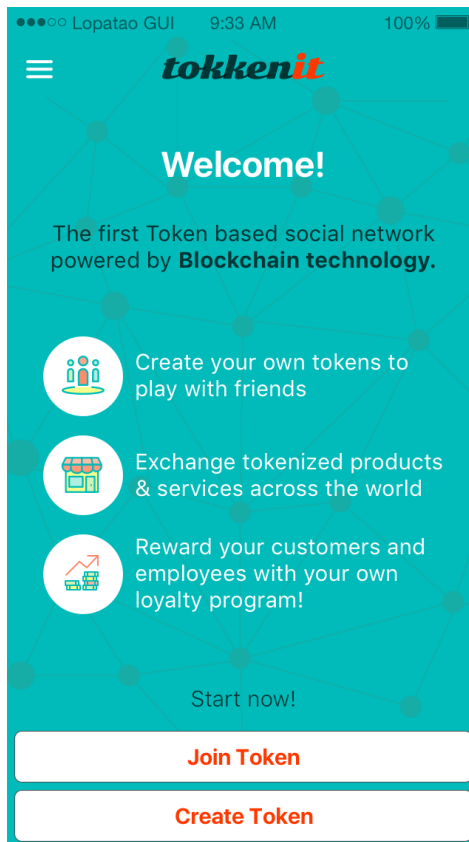 Lopatao GUI 9:33 AM 100%
tokkenit
Welcome!
The first Token based social network
powered by Blockchain technology.
Create your own tokens to
play with friends
Exchange tokenized products
& services across the world
Reward your customers and
employees with your own
loyalty program!
Start now!
Join Token
Create Token